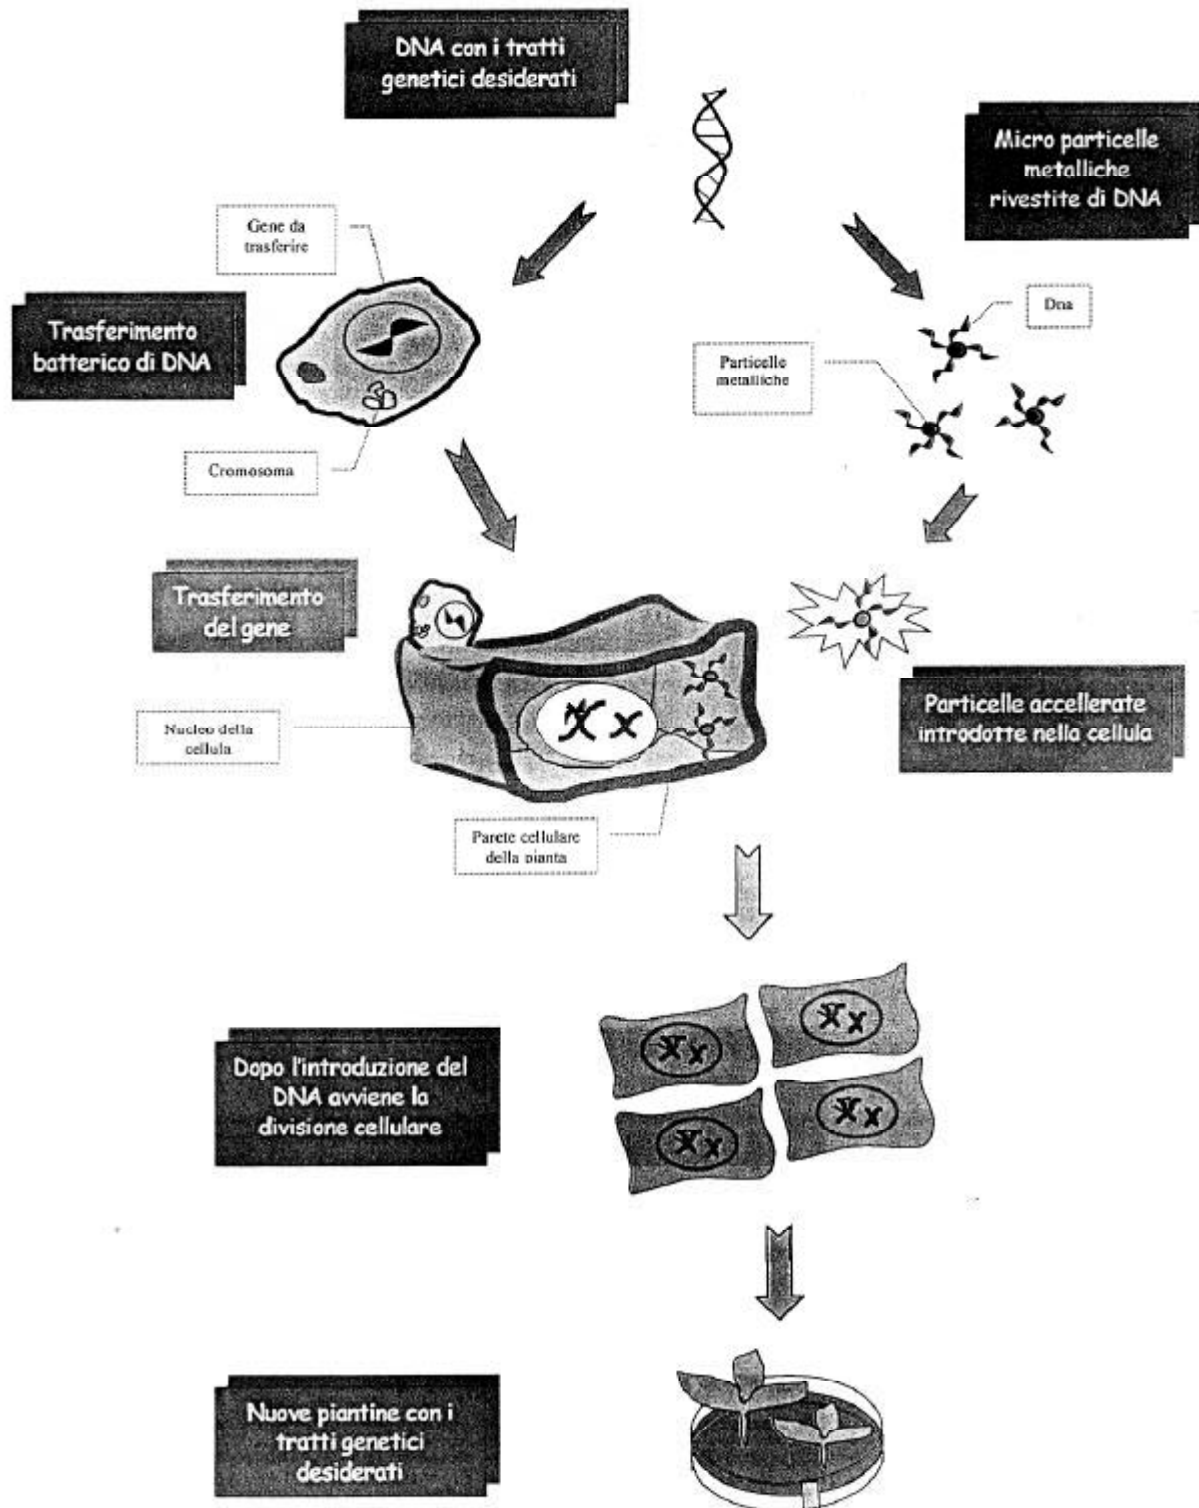 DNA con i tratti
genetici desiderati
Micro particelle
metalliche
rivestite di DNA
Gene da
trasferire
Trasferimento
batterico di DNA
Dna
Particelle
metalliche
Cromosoma
Trasferimento
del gene
Nucleo della
cellula
Particelle accellerate
introdotte nella cellula
Parete cellulare
della pianta
Dopo l'introduzione del
DNA avviene la
divisione cellulare
Nuove piantine con i
tratti genetici
desiderati